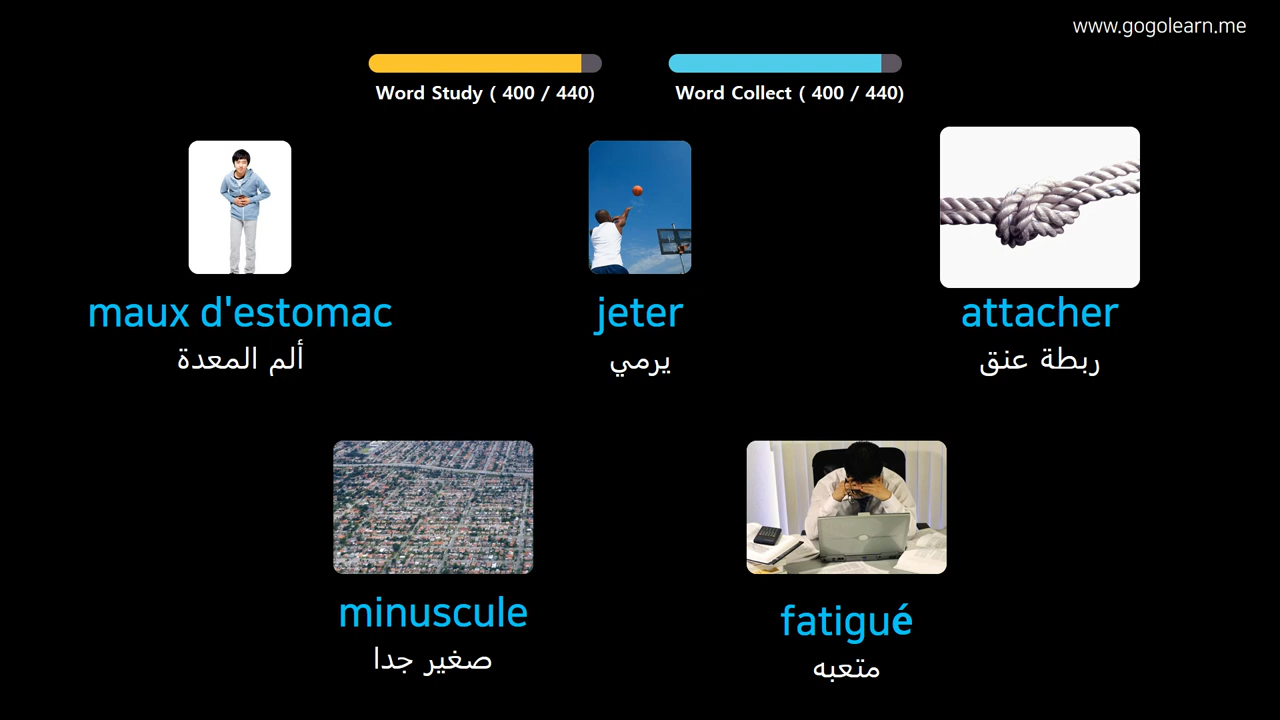 www.gogolearn.me
Word Study ( 400 / 440)
Word Collect ( 400 / 440)
maux d'estomac
ألم المعدة
jeter
يرمي
attacher
ربطة عنق
minuscule
صغير جدا
fatigué
متعبه